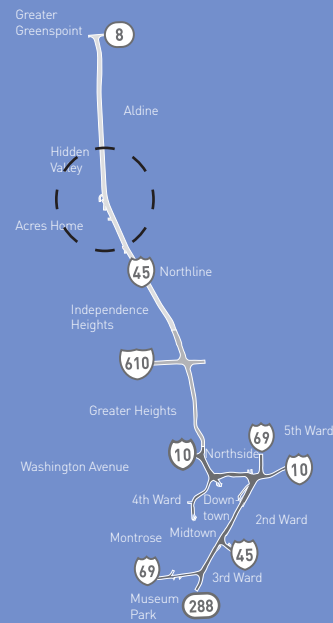 Greater
Greenspoint
8
Aldine
Hidden
Valley
Acres Home
45
Northline
Independence
Heights
610
Greater Heights
69
5th Ward
10
Northside
10
Washington Avenue
4th Ward
Down
town
2nd Ward
Midtown
Montrose
45
69
3rd Ward
Museum
Park
288